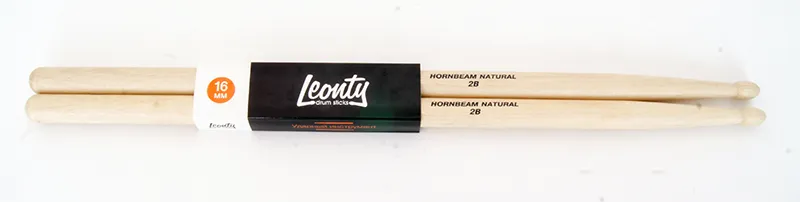 16
MM
Leonty
Leonty
drum sticks
HORNBEAM NATURAL
2B
HORNBEAM NATURAL
2B